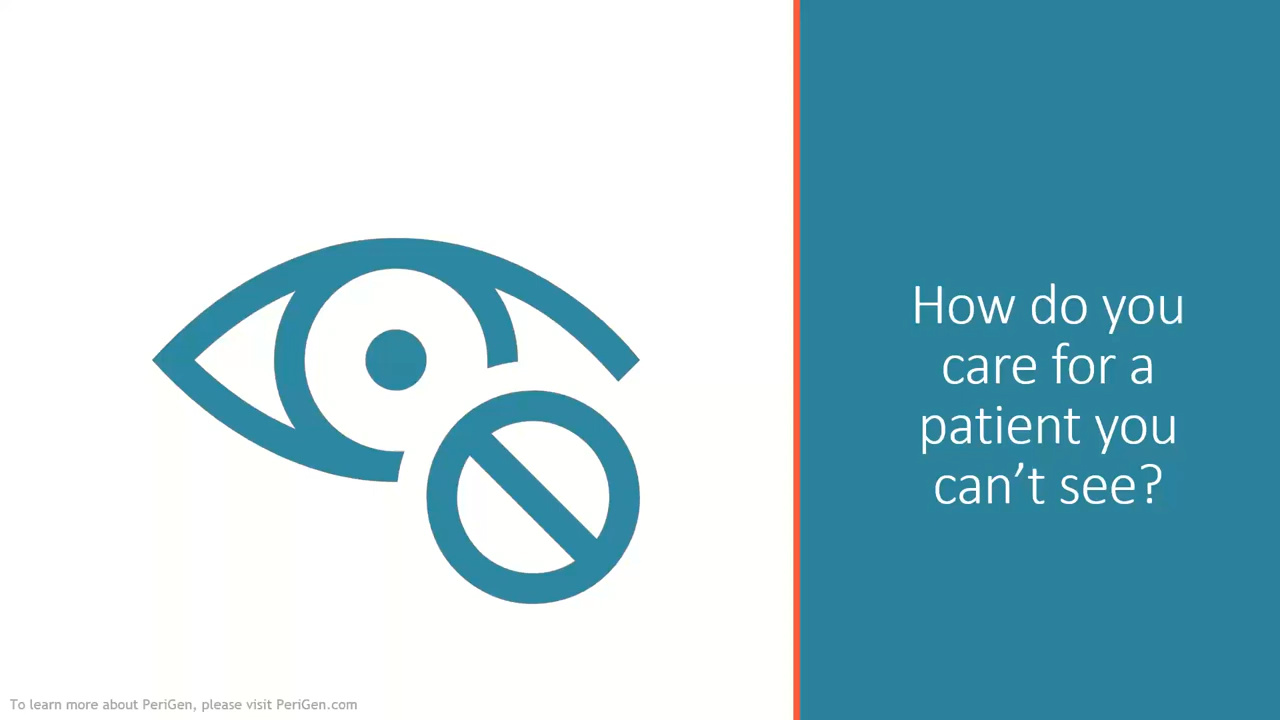 How do you
care for a
patient you
can’t see?
To learn more about PeriGen, please visit PeriGen.com